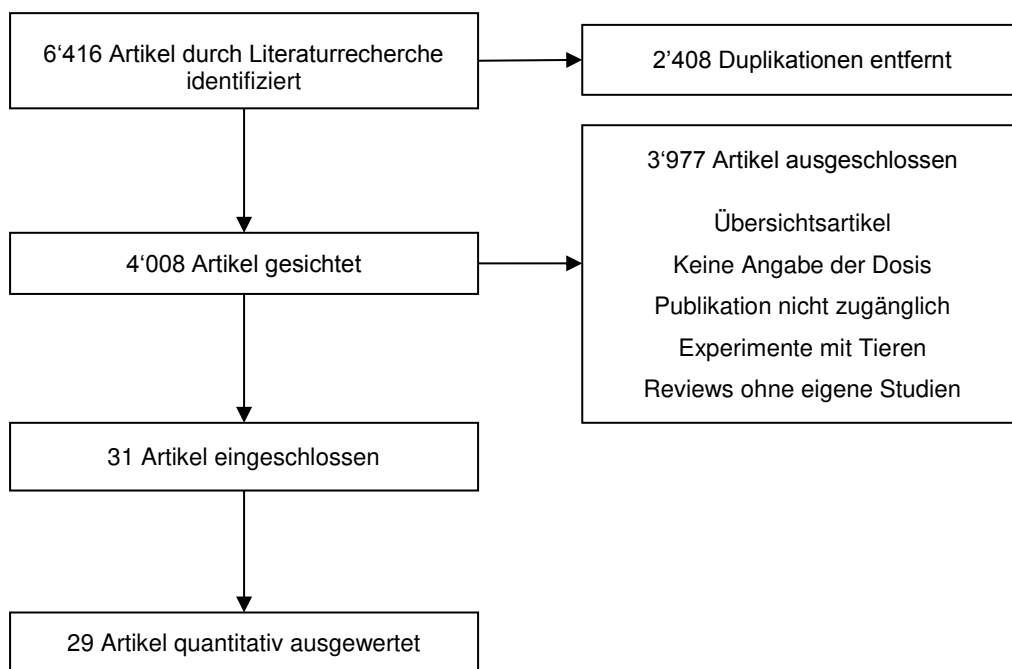 6‘416 Artikel durch Literaturrecherche
identifiziert
2‘408 Duplikationen entfernt
3‘977 Artikel ausgeschlossen
Übersichtsartikel
Keine Angabe der Dosis
Publikation nicht zugänglich
Experimente mit Tieren
Reviews ohne eigene Studien
4‘008 Artikel gesichtet
31 Artikel eingeschlossen
29 Artikel quantitativ ausgewertet